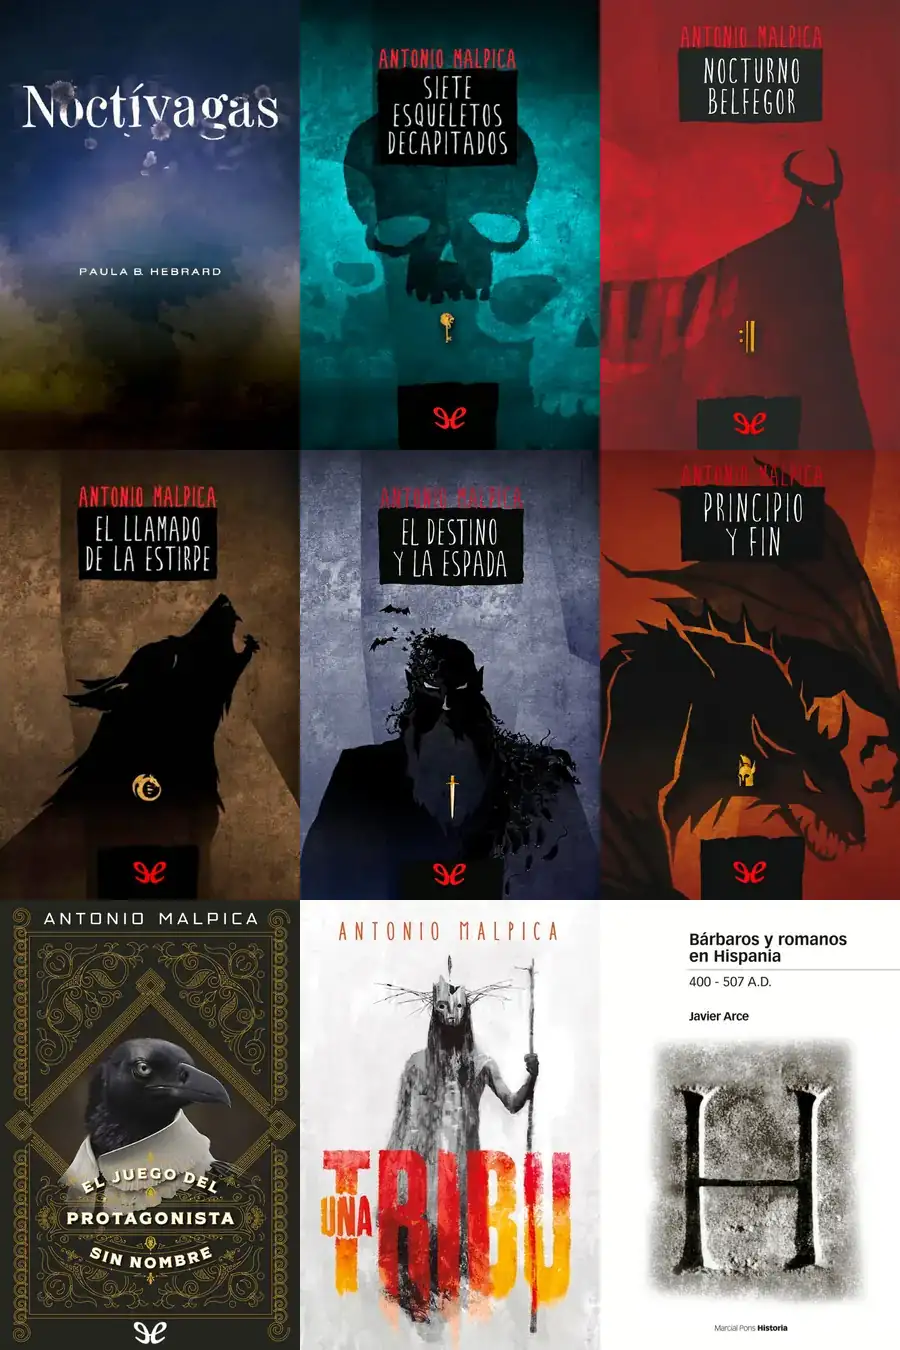 Noctívagas
PAULA B. HEBRARD
ANTONIO MALPICA
SIETE
ESQUELETOS
DECAPITADOS
ANTONIO MALPICA
NOCTURNO
BELFEGOR
ANTONIO MALPICA
EL LLAMADO
DE LA ESTIRPE
ANTONIO MALPICA
EL DESTINO
Y LA ESPADA
ANTONIO MALPICA
PRINCIPIO
Y FIN
ANTONIO MALPICA
EL JUEGO DEL
PROTAGONISTA
SIN NOMBRE
ANTONIO MALPICA
UNA
TRIBU
Bárbaros y romanos
en Hispania
400 - 507 A.D.
Javier Arce
H
Marcial Pons Historia